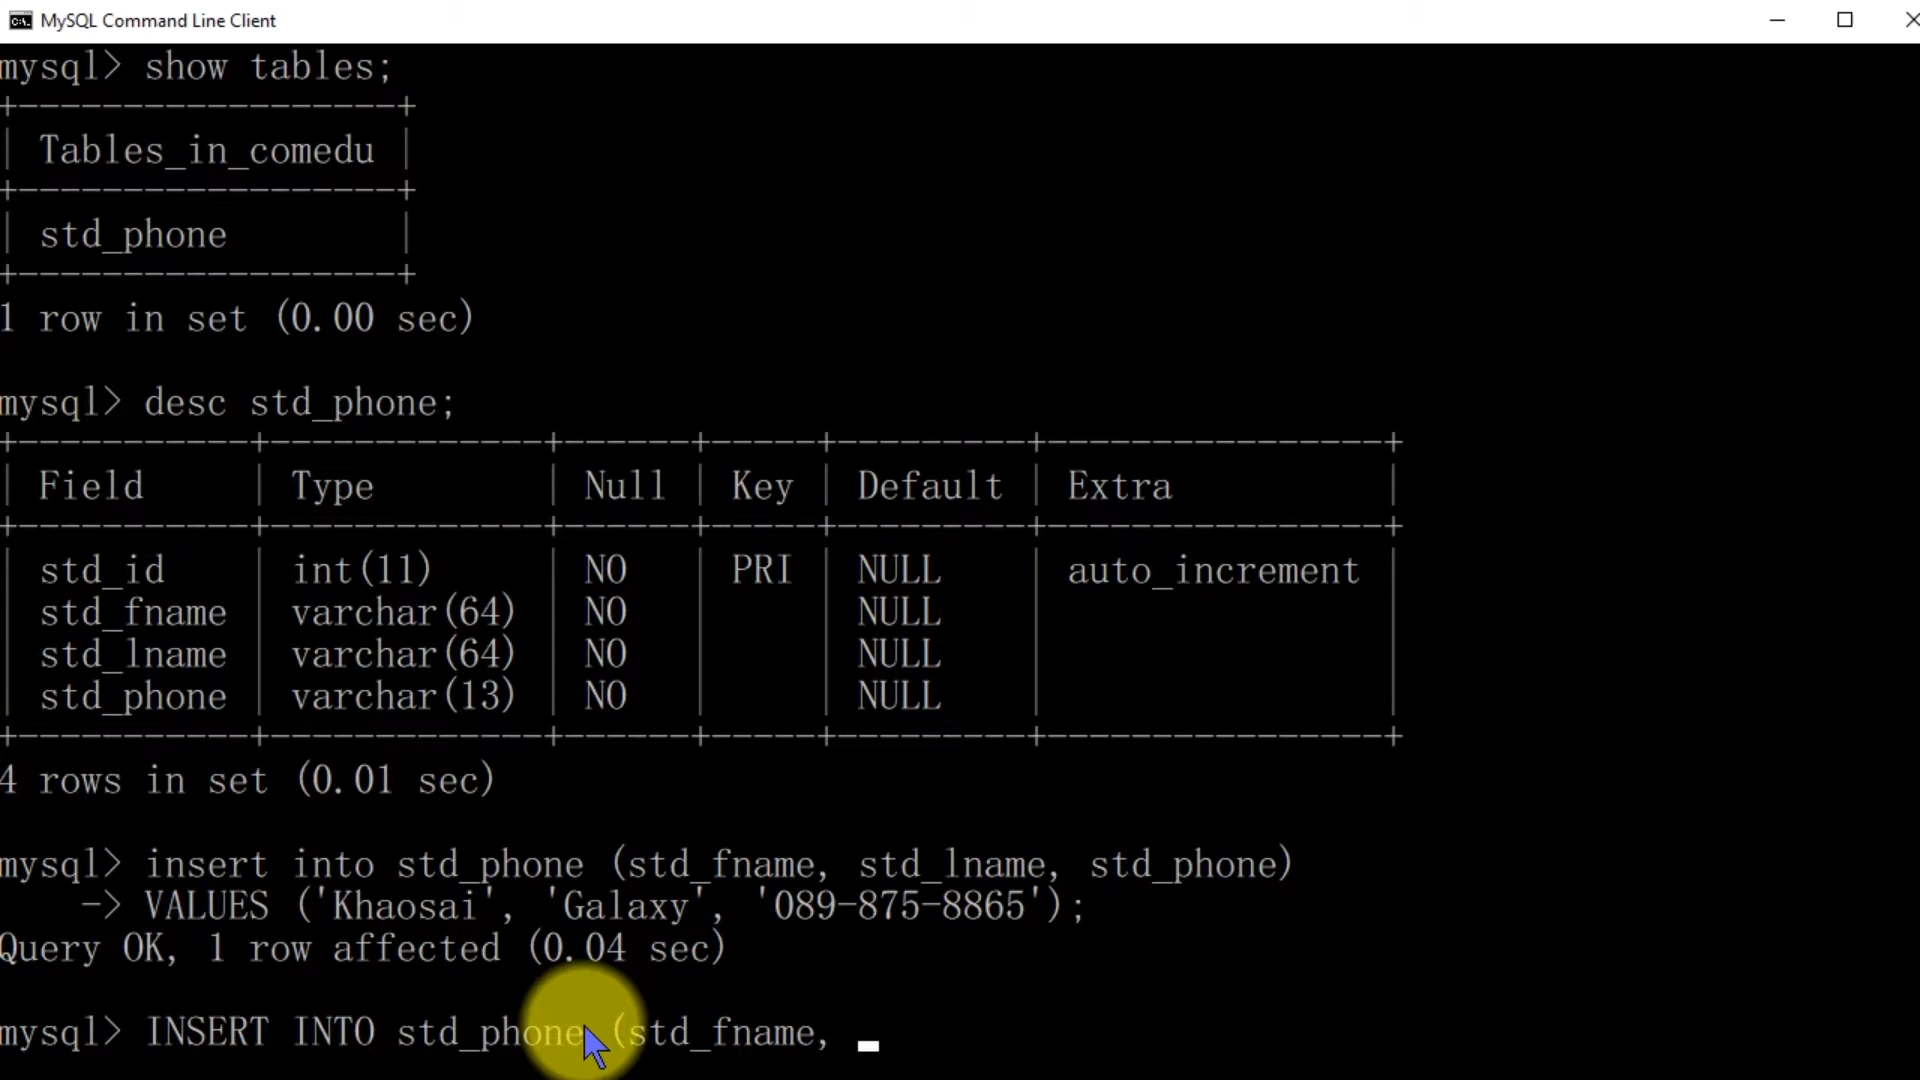 MySQL Command Line Client
mysql> show tables;
+------------------+
| Tables_in_comedu |
+------------------+
| std_phone        |
+------------------+
1 row in set (0.00 sec)
mysql> desc std_phone;
+-----------+-------------+------+-----+---------+----------------+
| Field     | Type        | Null | Key | Default | Extra          |
+-----------+-------------+------+-----+---------+----------------+
| std_id    | int(11)     | NO   | PRI | NULL    | auto_increment |
| std_fname | varchar(64) | NO   |     | NULL    |                |
| std_lname | varchar(64) | NO   |     | NULL    |                |
| std_phone | varchar(13) | NO   |     | NULL    |                |
+-----------+-------------+------+-----+---------+----------------+
4 rows in set (0.01 sec)
mysql> insert into std_phone (std_fname, std_lname, std_phone)
    -> VALUES ('Khaosai', 'Galaxy', '089-875-8865');
Query OK, 1 row affected (0.04 sec)
mysql> INSERT INTO std_phone (std_fname,